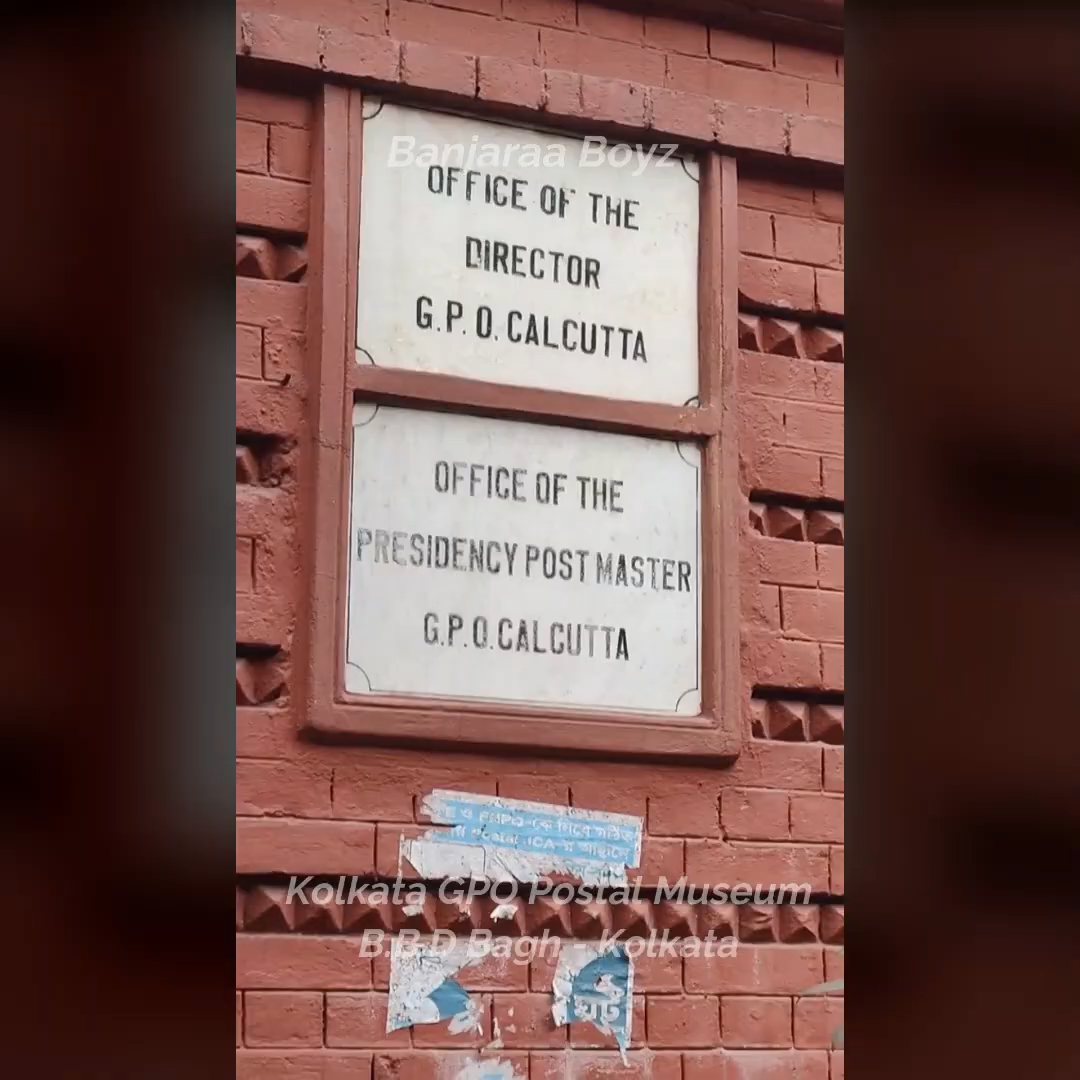 Banjaraa Boyz
OFFICE OF THE
DIRECTOR
G.P.O. CALCUTTA
OFFICE OF THE
PRESIDENCY POST MASTER
G.P.O. CALCUTTA
Kolkata GPO Postal Museum
B.B.D Bagh - Kolkata